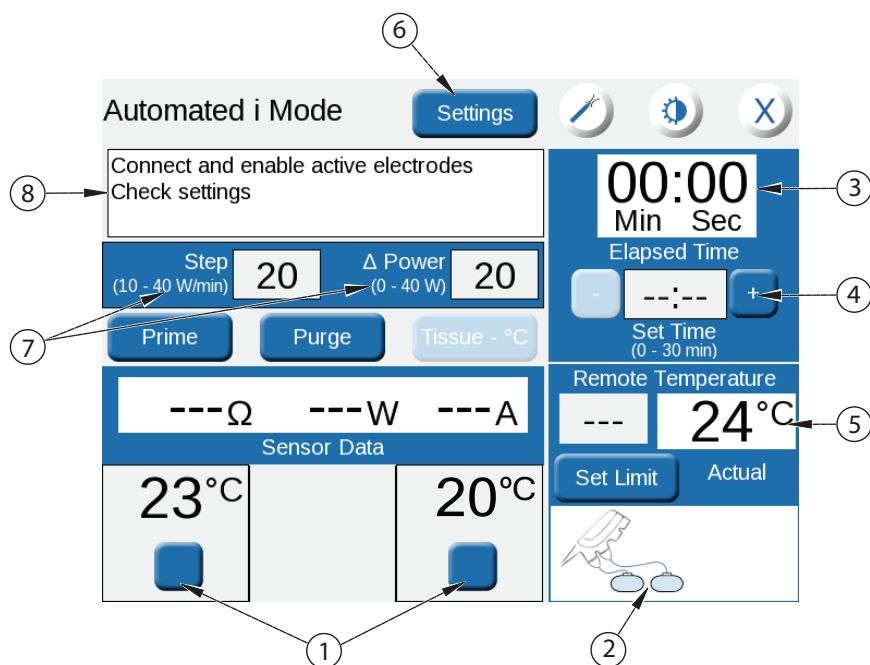 6
Automated i Mode
Settings
X
8
Connect and enable active electrodes
Check settings
00:00
Min Sec
3
Elapsed Time
Step
(10 - 40 W/min)
20
Δ Power
(0 - 40 W)
20
-
--:--
+
4
Set Time
(0 - 30 min)
7
Prime
Purge
Tissue - °C
Remote Temperature
---
24°C
5
Set Limit
Actual
---Ω ---W ---A
Sensor Data
23°C
20°C
1
2